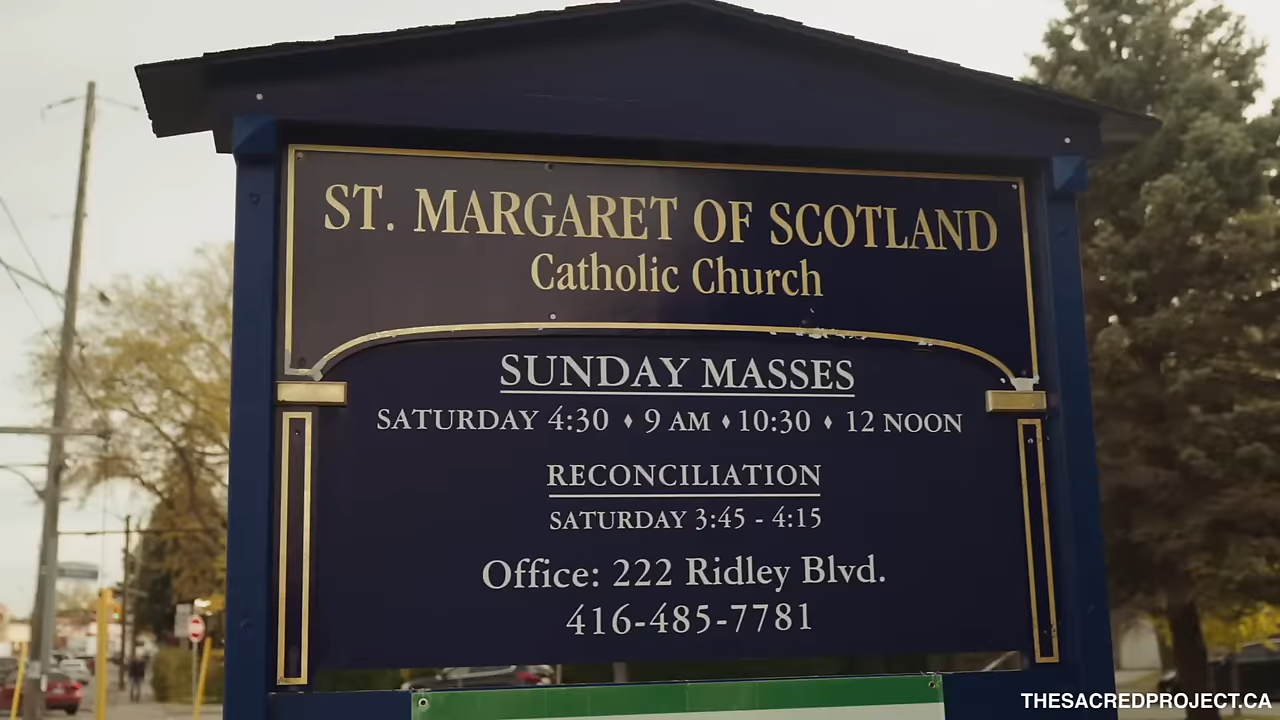 ST. MARGARET OF SCOTLAND
Catholic Church
SUNDAY MASSES
SATURDAY 4:30 ♦ 9 AM ♦ 10:30 ♦ 12 NOON
RECONCILIATION
SATURDAY 3:45 - 4:15
Office: 222 Ridley Blvd.
416-485-7781
THESACREDPROJECT.CA